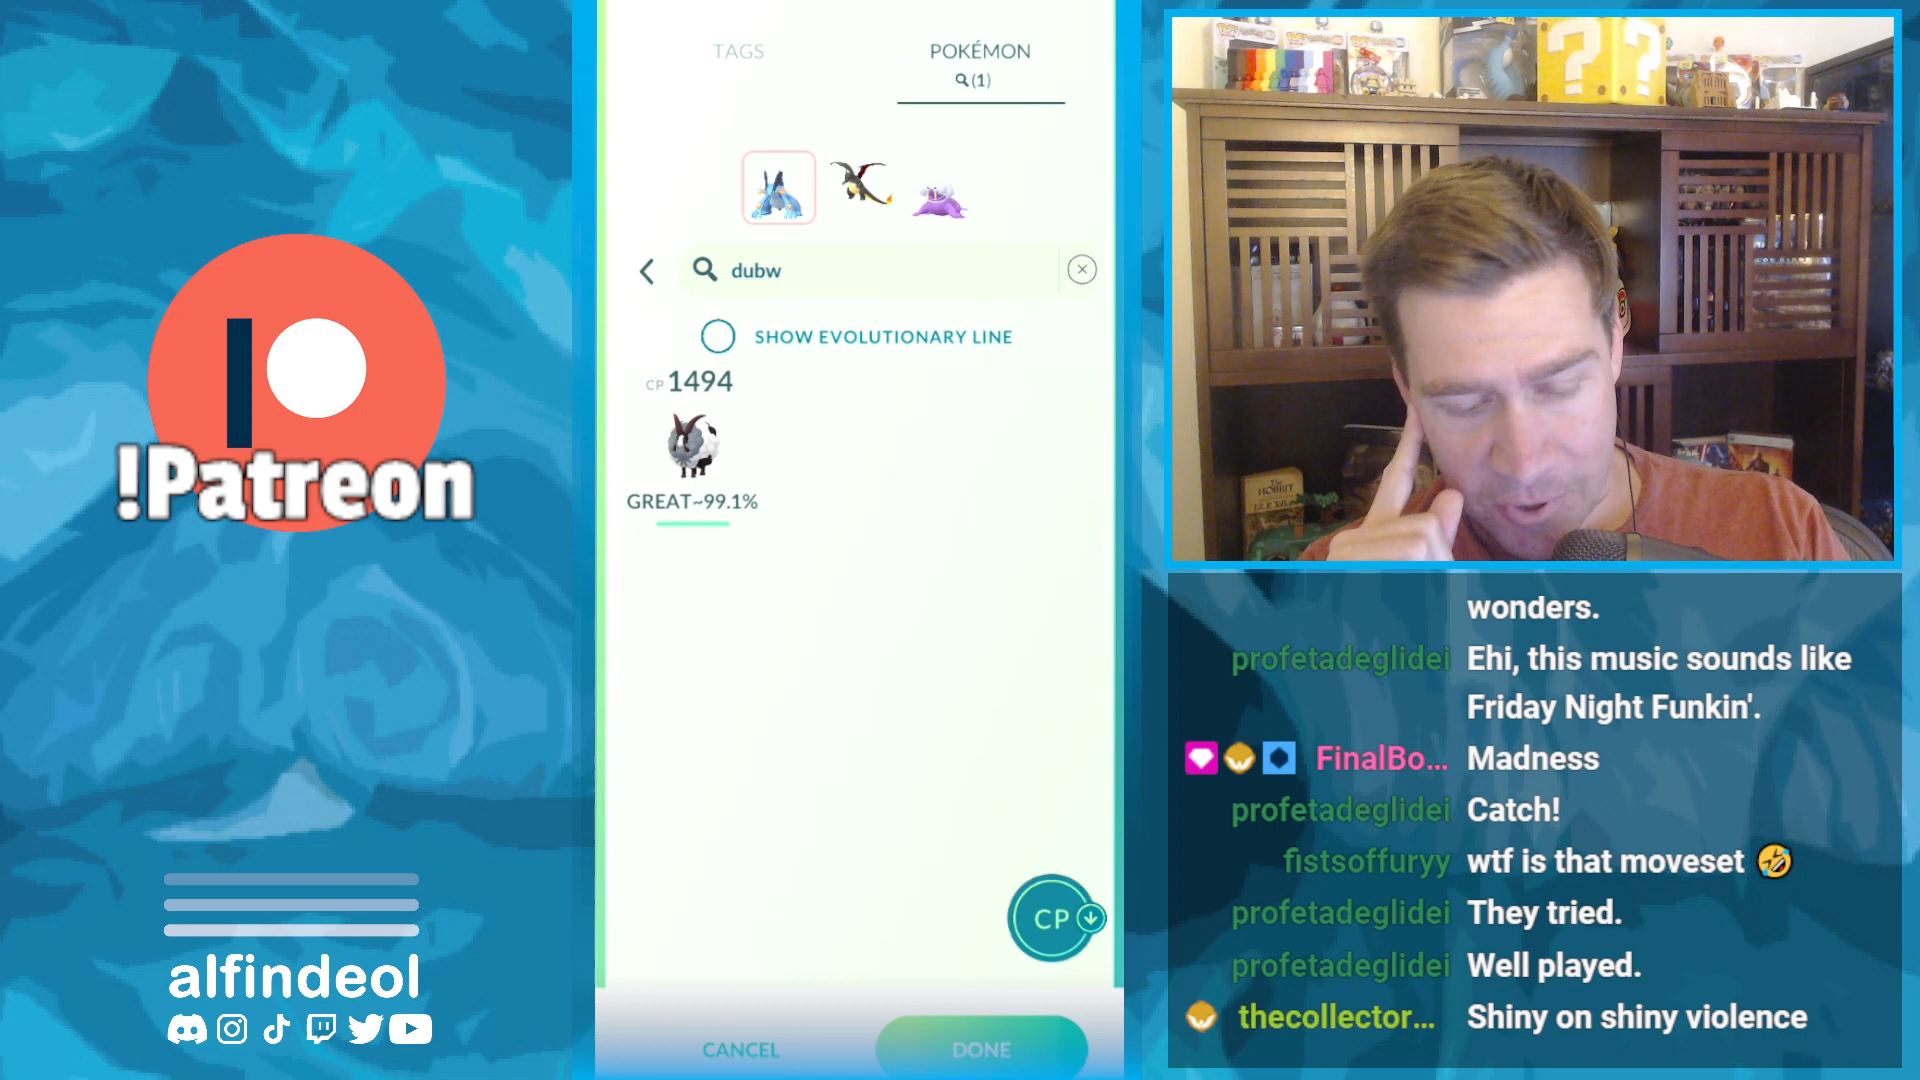 TAGS
POKÉMON
(1)
dubw
SHOW EVOLUTIONARY LINE
CP 1494
GREAT~99.1%
CP
CANCEL
DONE
!Patreon
alfindeol
The
HOBBIT
wonders.
profetadeglidei Ehi, this music sounds like
Friday Night Funkin'.
FinalBo... Madness
profetadeglidei Catch!
fistsoffuryy wtf is that moveset 🤣
profetadeglidei They tried.
profetadeglidei Well played.
thecollector... Shiny on shiny violence